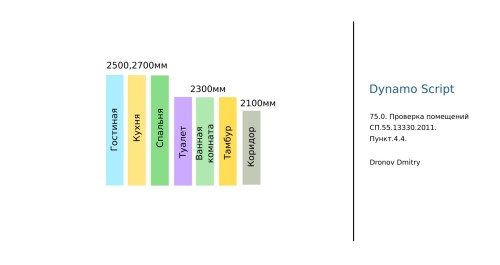 2500,2700мм
2300мм
2100мм
Гостиная
Кухня
Спальня
Туалет
Ванная
комната
Тамбур
Коридор
Dynamo Script
75.0. Проверка помещений
СП.55.13330.2011.
Пункт.4.4.
Dronov Dmitry